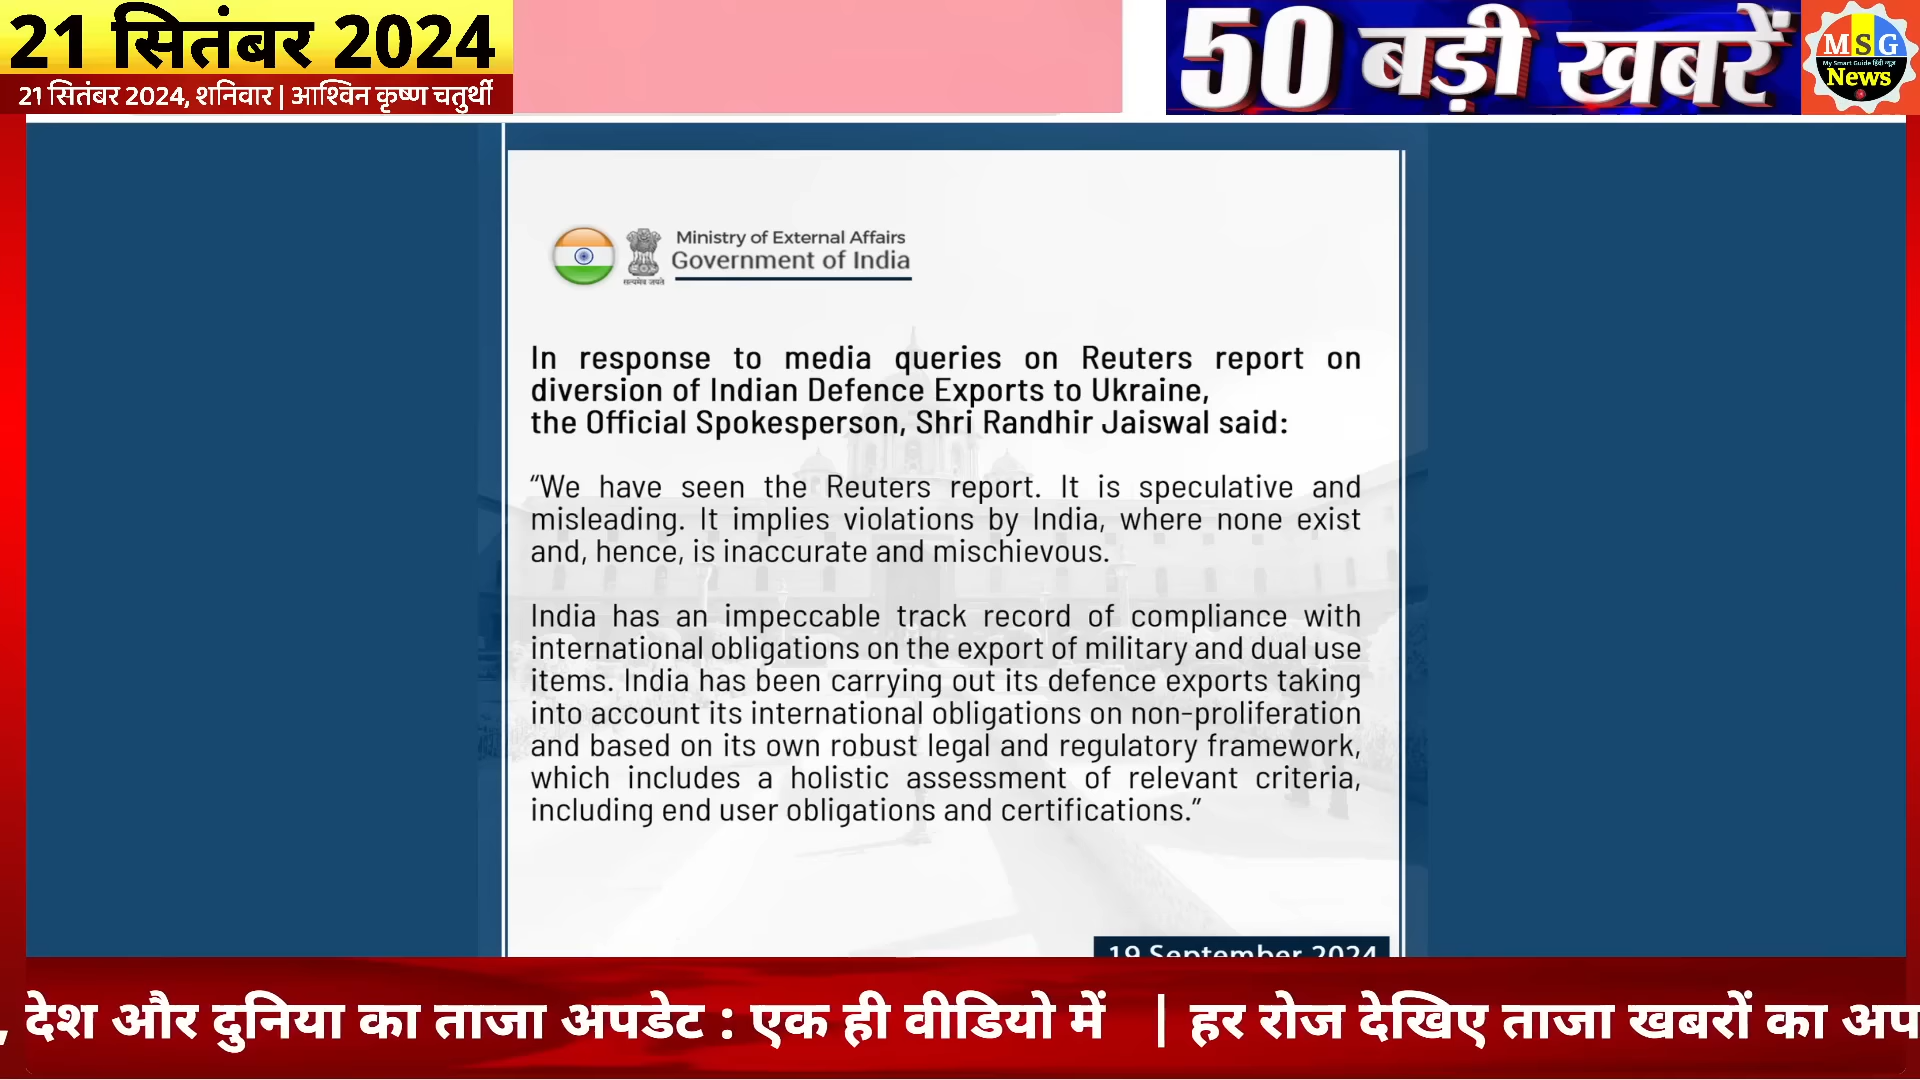 21 सितंबर 2024
21 सितंबर 2024, शनिवार | आश्विन कृष्ण चतुर्थी
50 बड़ी खबरें
MSG
My Smart Guide हिंदी न्यूज़
News
Ministry of External Affairs
Government of India
सत्यमेव जयते
In response to media queries on Reuters report on
diversion of Indian Defence Exports to Ukraine,
the Official Spokesperson, Shri Randhir Jaiswal said:
“We have seen the Reuters report. It is speculative and
misleading. It implies violations by India, where none exist
and, hence, is inaccurate and mischievous.
India has an impeccable track record of compliance with
international obligations on the export of military and dual use
items. India has been carrying out its defence exports taking
into account its international obligations on non-proliferation
and based on its own robust legal and regulatory framework,
which includes a holistic assessment of relevant criteria,
including end user obligations and certifications.”
19 September 2024
, देश और दुनिया का ताजा अपडेट : एक ही वीडियो में | हर रोज देखिए ताजा खबरों का अप